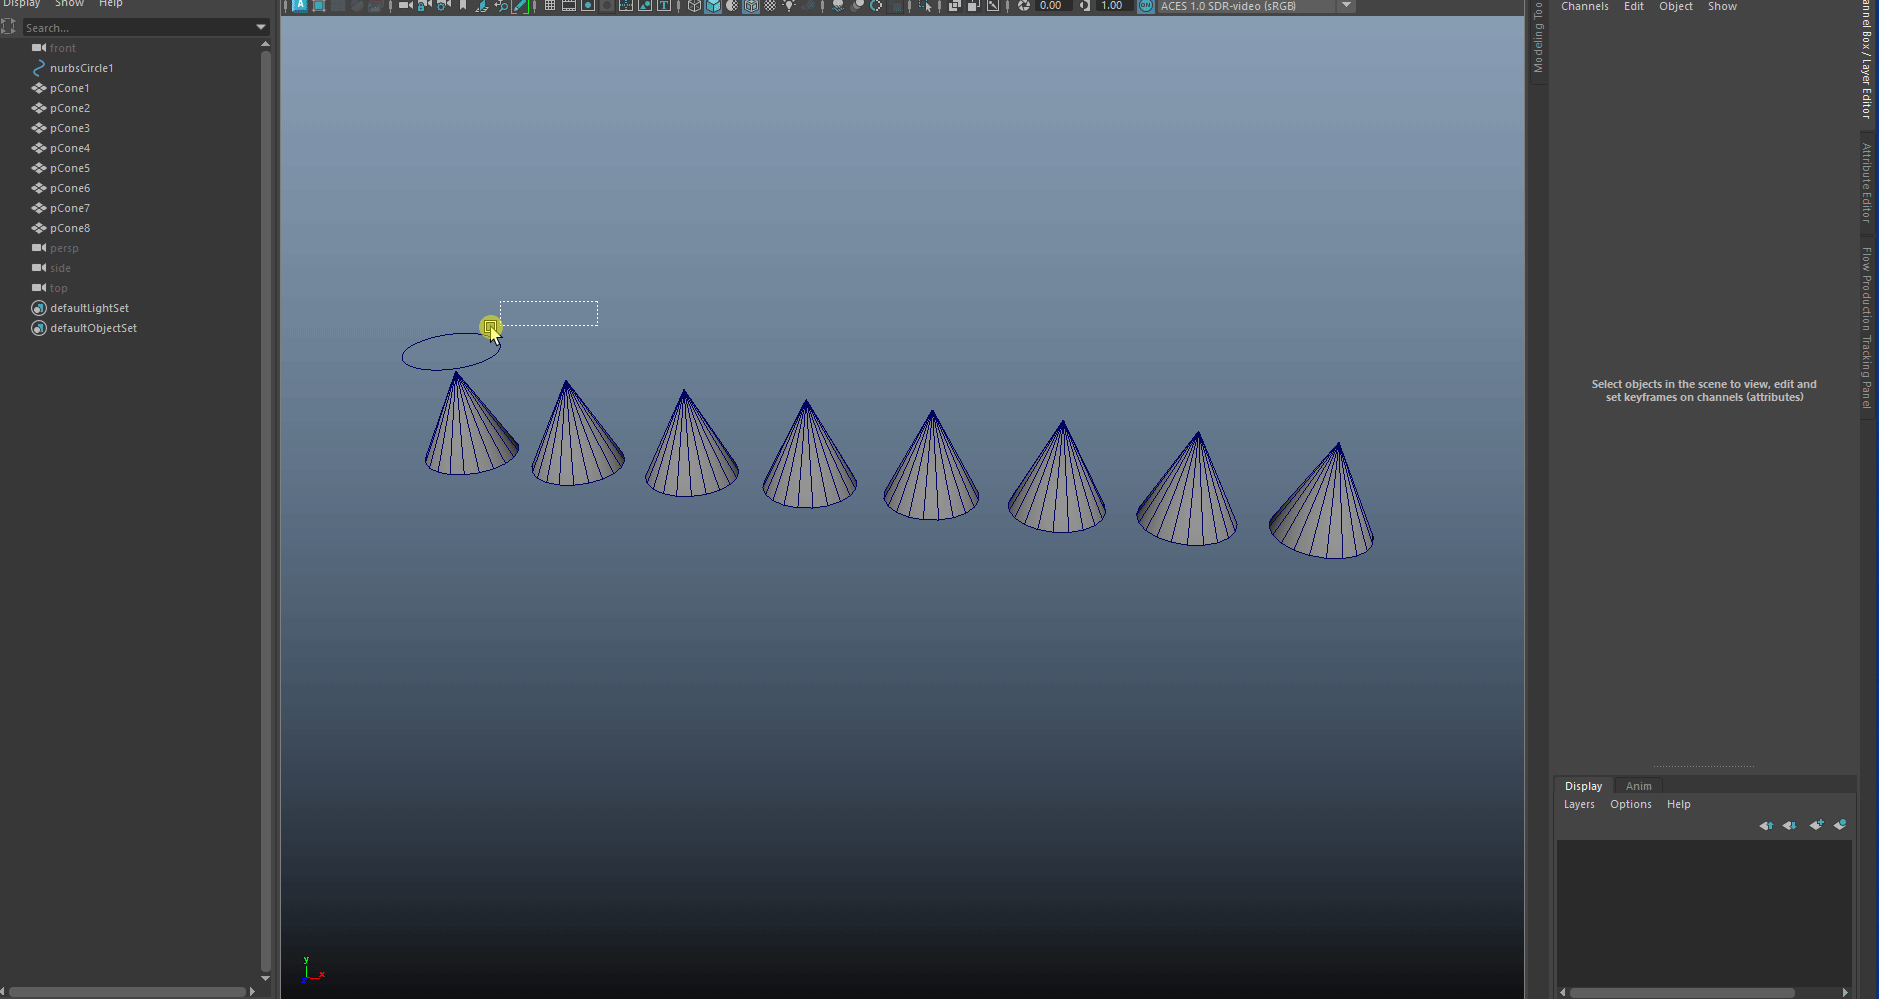 Display Show Help
Search...
front
nurbsCircle1
pCone1
pCone2
pCone3
pCone4
pCone5
pCone6
pCone7
pCone8
persp
side
top
defaultLightSet
defaultObjectSet
A
T
0.00
1.00
ON
ACES 1.0 SDR-video (sRGB)
y
x
z
Modeling Too
Channels Edit Object Show
Select objects in the scene to view, edit and
set keyframes on channels (attributes)
Display Anim
Layers Options Help
annel Box / Layer Editor
Attribute Editor
Flow Production Tracking Panel